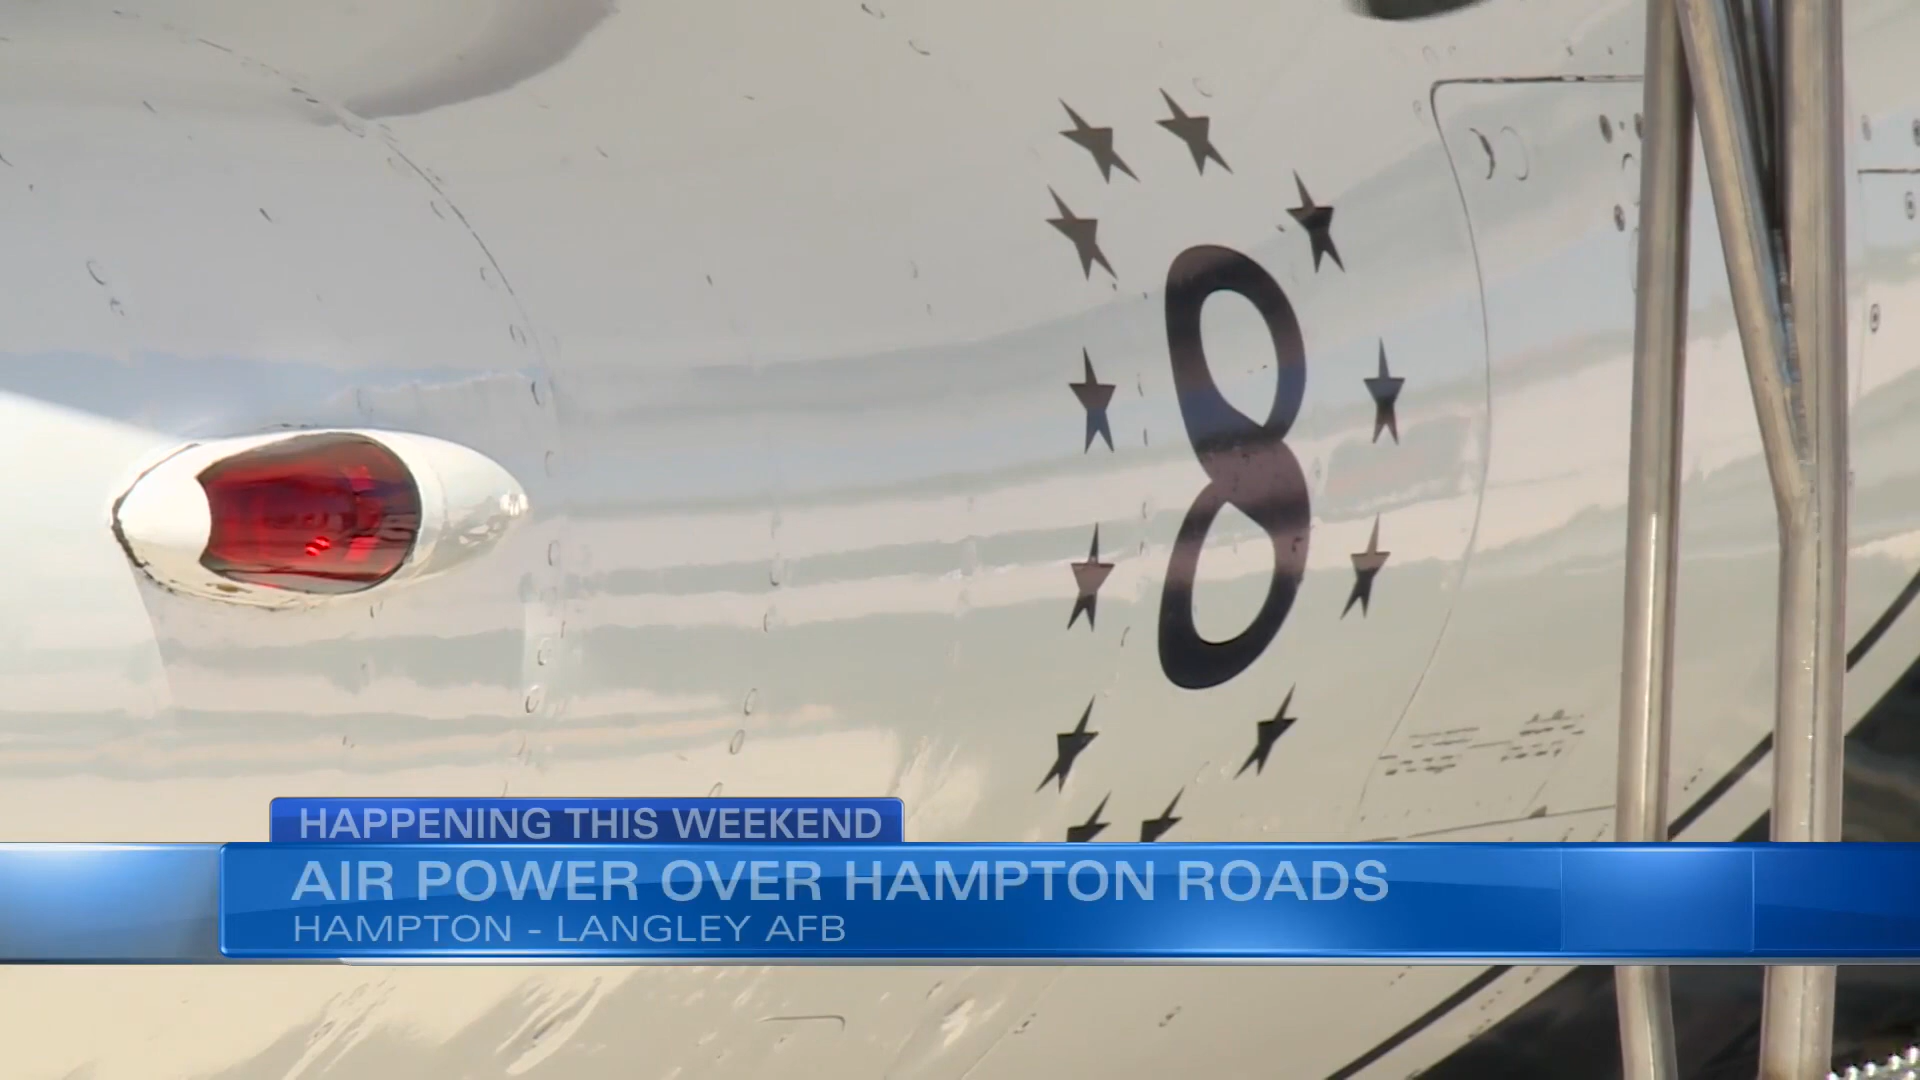 8
HAPPENING THIS WEEKEND
AIR POWER OVER HAMPTON ROADS
HAMPTON - LANGLEY AFB